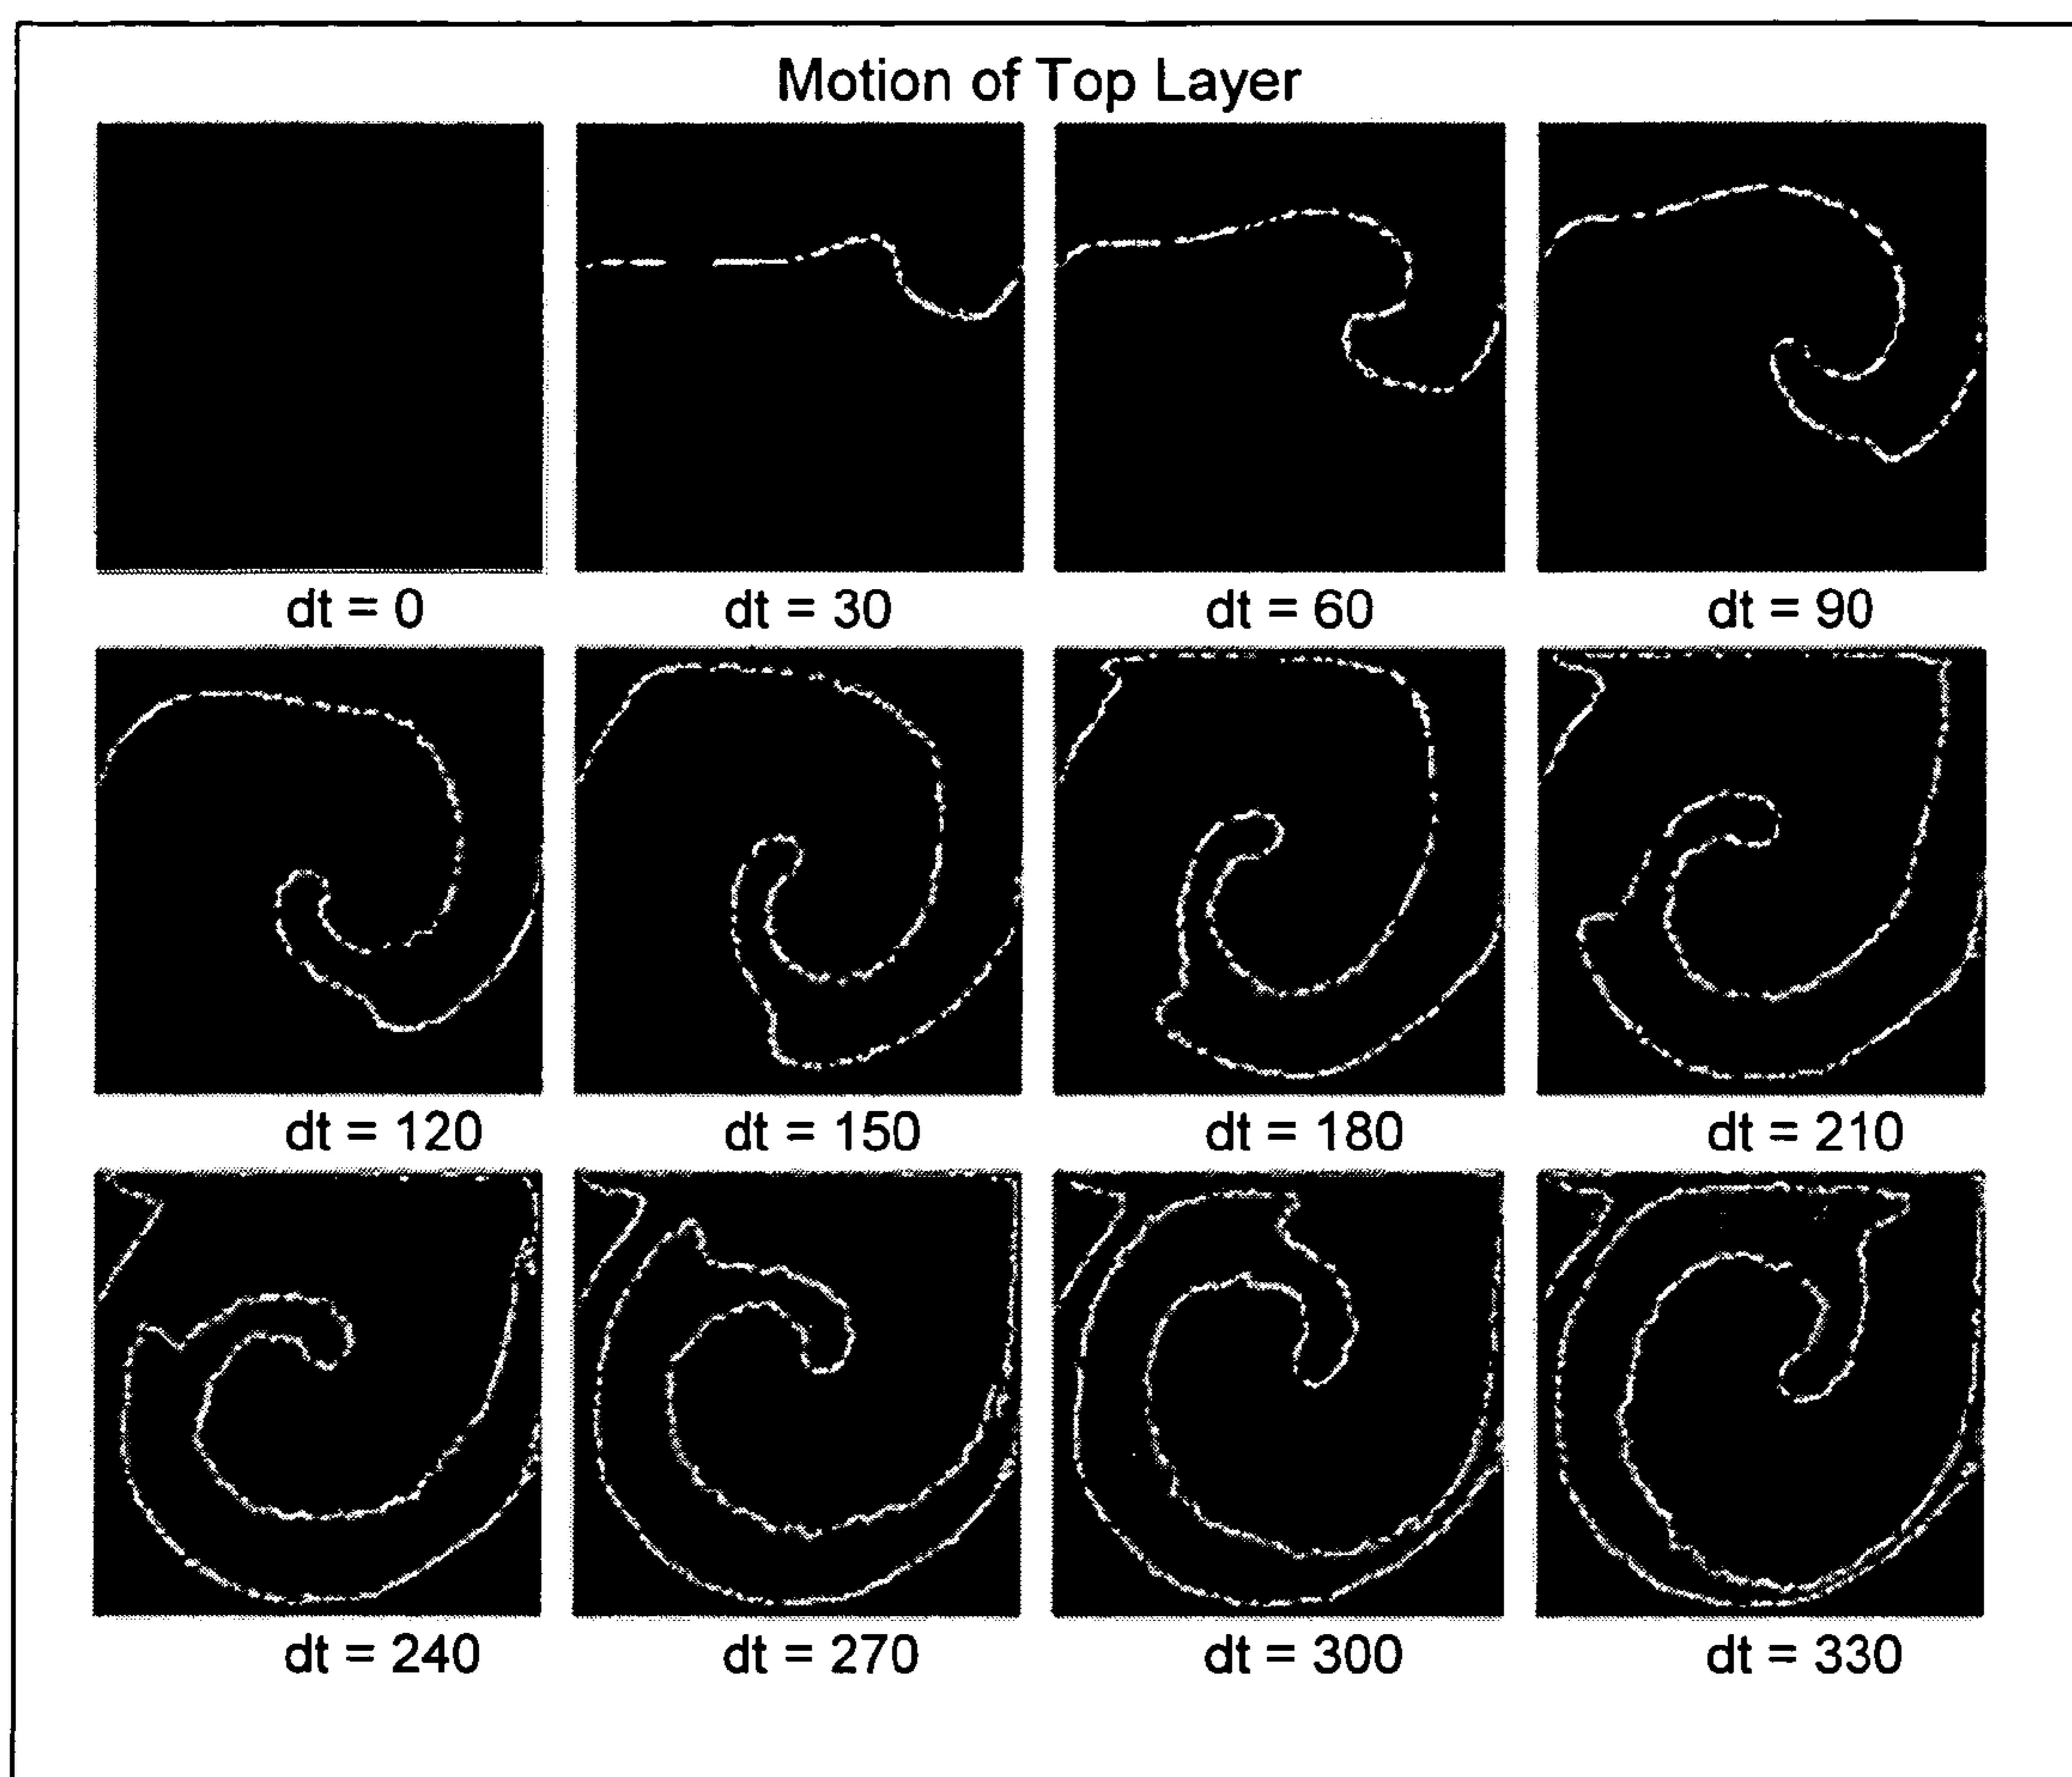 Motion of Top Layer
dt = 0 dt = 30 dt = 60 dt = 90
dt = 120 dt = 150 dt = 180 dt = 210
dt = 240 dt = 270 dt = 300 dt = 330